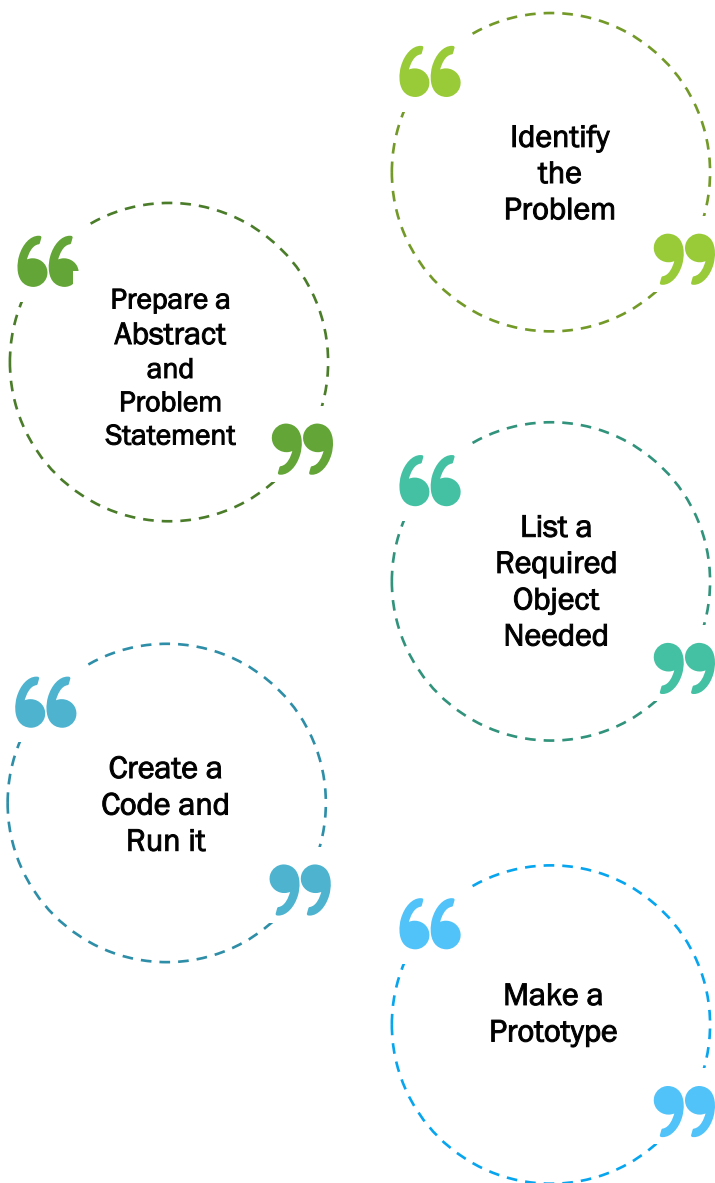 Identify
the
Problem
Prepare a
Abstract
and
Problem
Statement
List a
Required
Object
Needed
Create a
Code and
Run it
Make a
Prototype